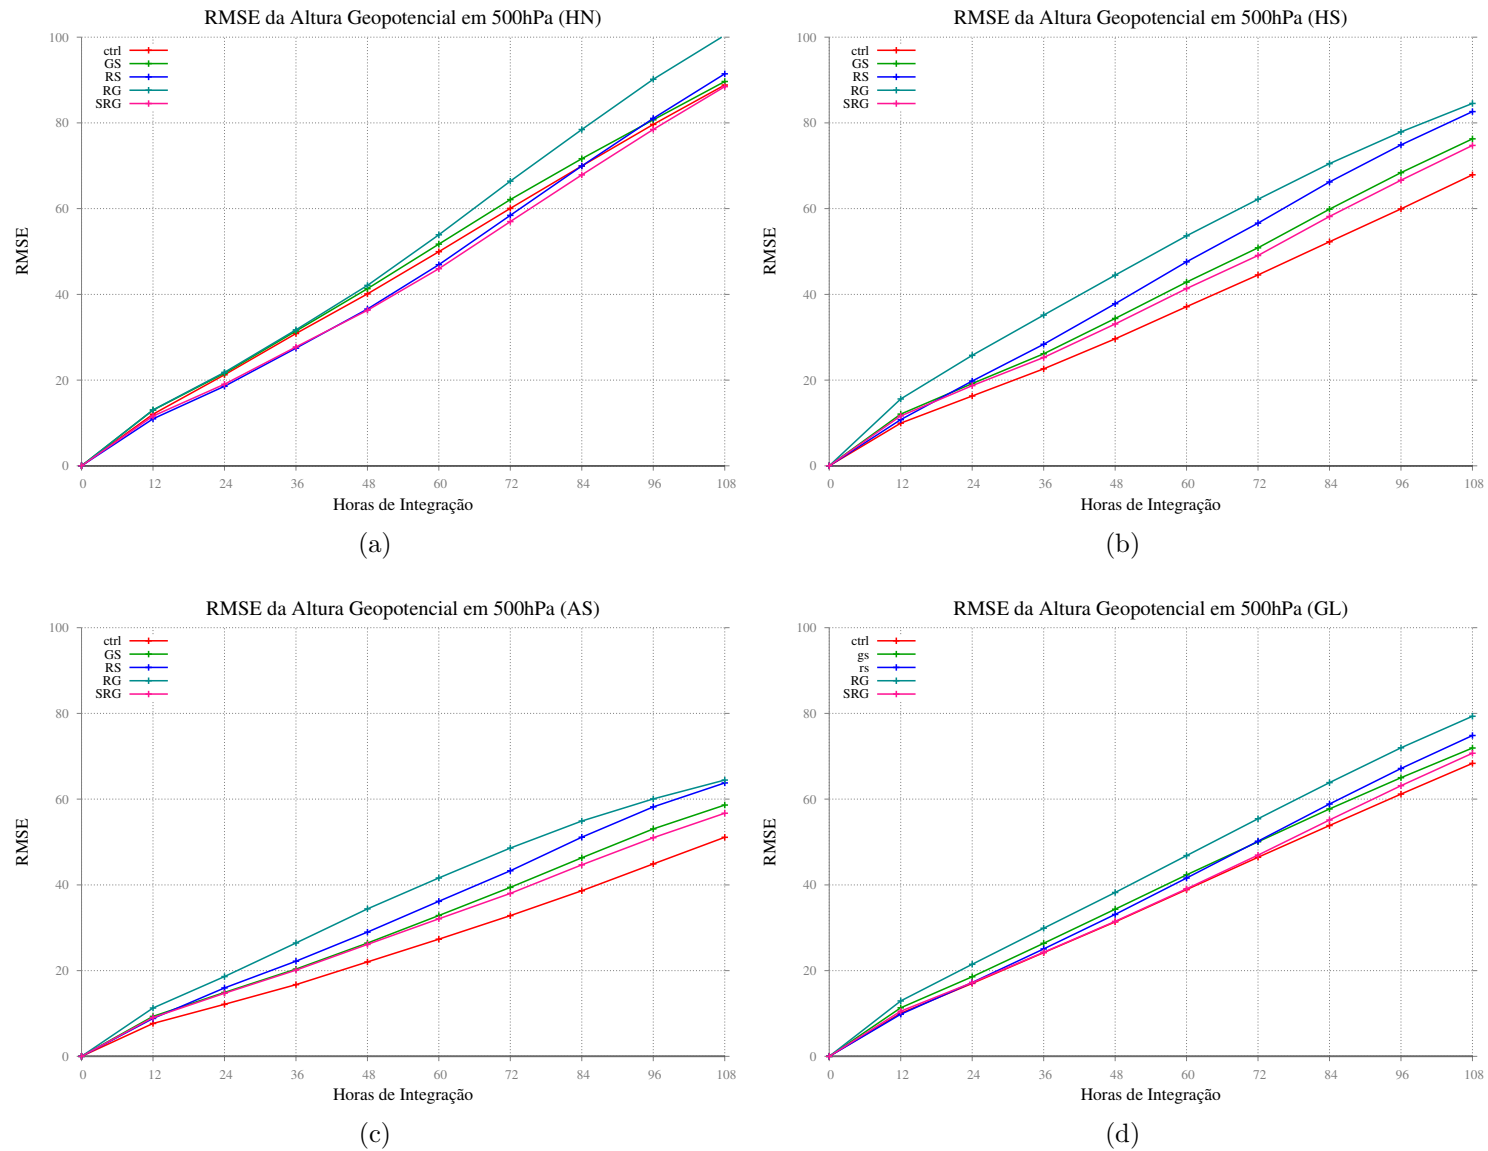 RMSE da Altura Geopotencial em 500hPa (HN)
RMSE
100
80
60
40
20
0
ctrl
GS
RS
RG
SRG
0 12 24 36 48 60 72 84 96 108
Horas de Integração
(a)
RMSE da Altura Geopotencial em 500hPa (HS)
RMSE
100
80
60
40
20
0
ctrl
GS
RS
RG
SRG
0 12 24 36 48 60 72 84 96 108
Horas de Integração
(b)
RMSE da Altura Geopotencial em 500hPa (AS)
RMSE
100
80
60
40
20
0
ctrl
GS
RS
RG
SRG
0 12 24 36 48 60 72 84 96 108
Horas de Integração
(c)
RMSE da Altura Geopotencial em 500hPa (GL)
RMSE
100
80
60
40
20
0
ctrl
gs
rs
RG
SRG
0 12 24 36 48 60 72 84 96 108
Horas de Integração
(d)